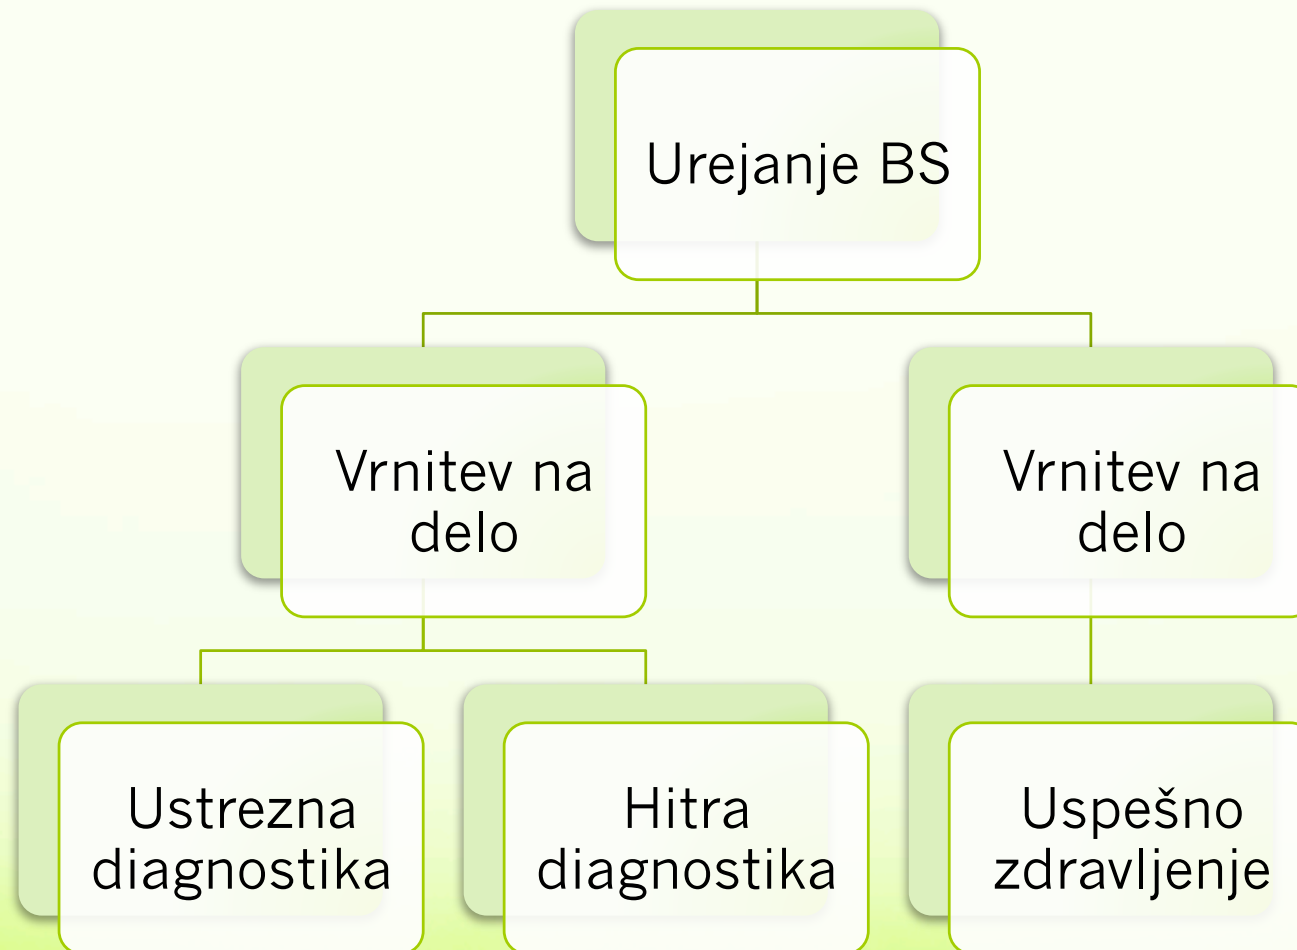 Urejanje BS
Vrnitev na
delo
Vrnitev na
delo
Ustrezna
diagnostika
Hitra
diagnostika
Uspešno
zdravljenje